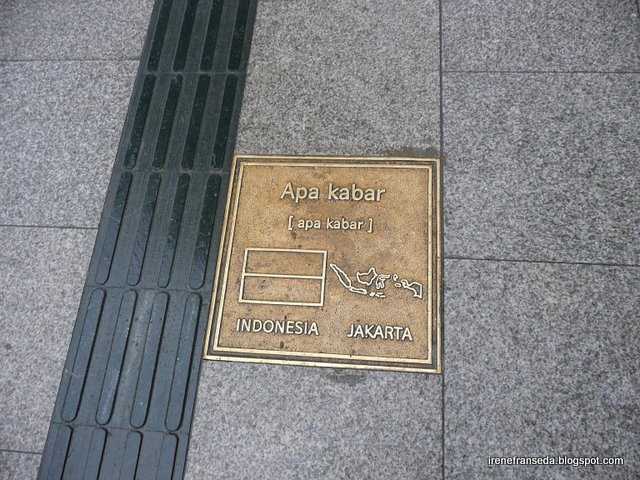 Apa kabar
[ apa kabar ]
INDONESIA JAKARTA
irenefranseda.blogspot.com